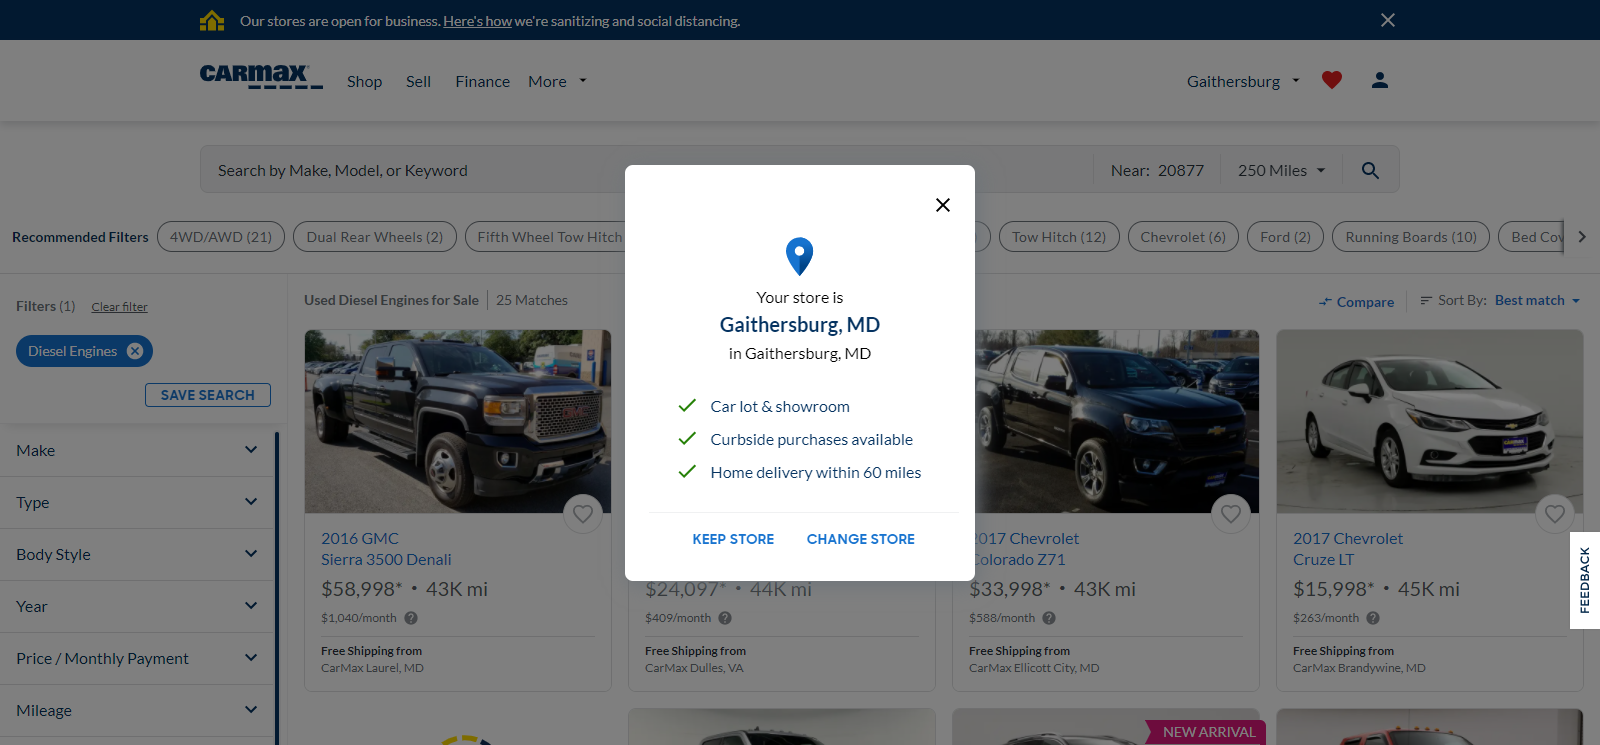 Our stores are open for business. Here's how we're sanitizing and social distancing.
CARMAX
Shop Sell Finance More
Gaithersburg
Search by Make, Model, or Keyword
Near: 20877
250 Miles
Recommended Filters
4WD/AWD (21)
Dual Rear Wheels (2)
Fifth Wheel Tow Hitch
Tow Hitch (12)
Chevrolet (6)
Ford (2)
Running Boards (10)
Bed
Filters (1)
Clear filter
Diesel Engines
SAVE SEARCH
Make
Type
Body Style
Year
Price / Monthly Payment
Mileage
Used Diesel Engines for Sale
25 Matches
Compare
Sort By: Best match
Your store is
Gaithersburg, MD
in Gaithersburg, MD
Car lot & showroom
Curbside purchases available
Home delivery within 60 miles
KEEP STORE
CHANGE STORE
2016 GMC
Sierra 3500 Denali
$58,998* • 43K mi
$1,040/month
Free Shipping from
CarMax Laurel, MD
$24,097* • 44K mi
$409/month
Free Shipping from
CarMax Dulles, VA
2017 Chevrolet
Colorado Z71
$33,998* • 43K mi
$588/month
Free Shipping from
CarMax Ellicott City, MD
2017 Chevrolet
Cruze LT
$15,998* • 45K mi
$263/month
Free Shipping from
CarMax Brandywine, MD
NEW ARRIVAL
FEEDBACK